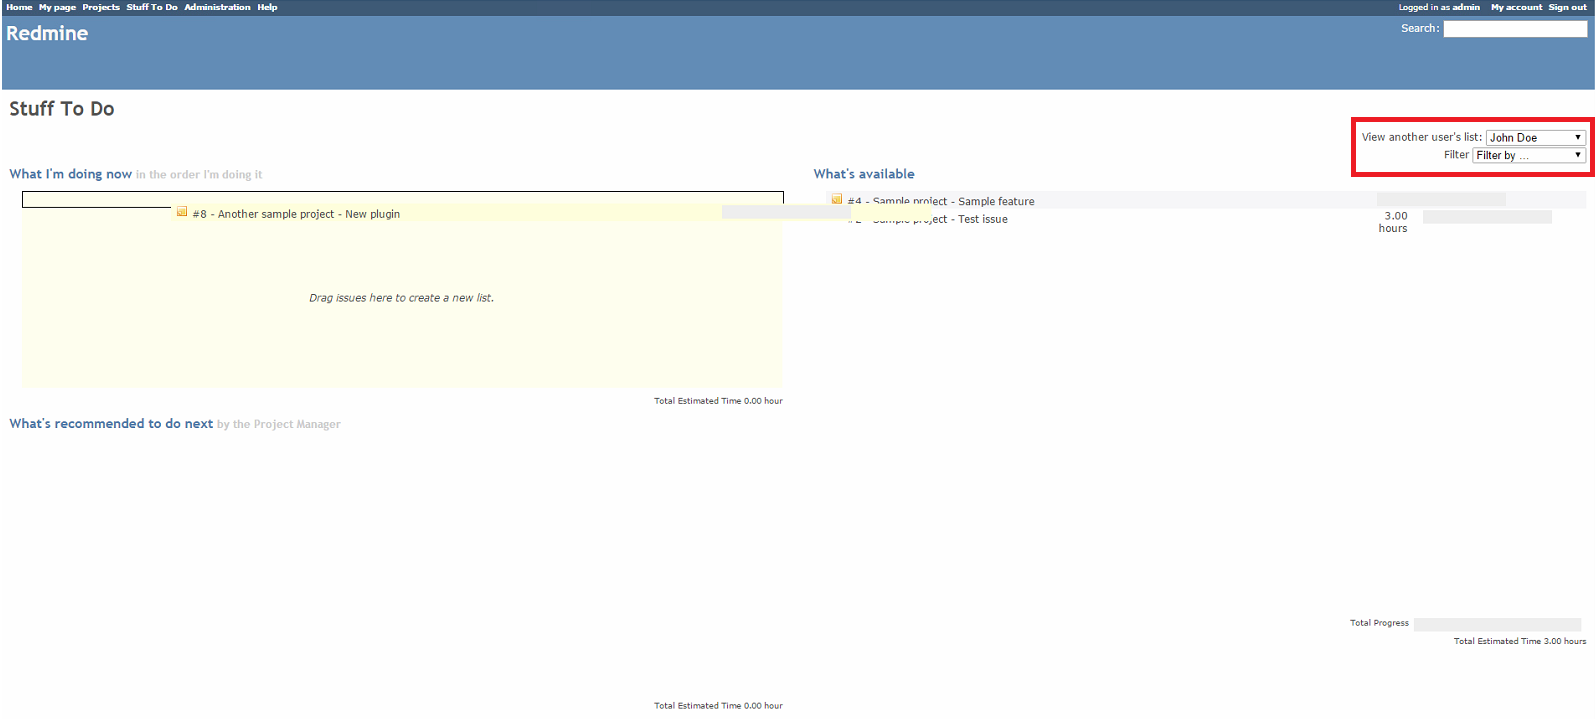 Home My page Projects Stuff To Do Administration Help
Logged in as admin My account Sign out
Redmine
Search:
Stuff To Do
View another user's list: John Doe
Filter Filter by ...
What I'm doing now in the order I'm doing it
#8 - Another sample project - New plugin
Drag issues here to create a new list.
Total Estimated Time 0.00 hour
What's recommended to do next by the Project Manager
Total Estimated Time 0.00 hour
What's available
#4 - Sample project - Sample feature
- Sample project - Test issue
3.00
hours
Total Progress
Total Estimated Time 3.00 hours